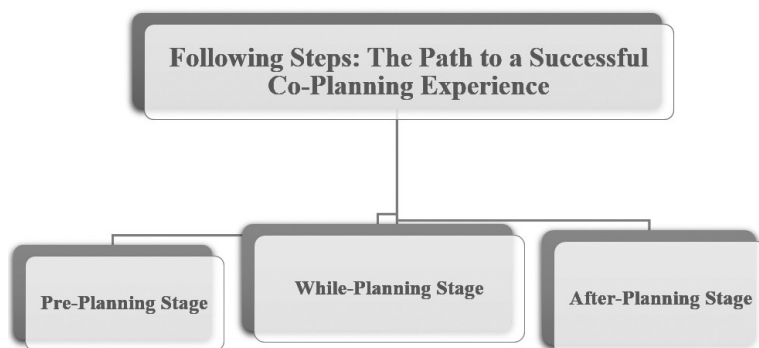 Following Steps: The Path to a Successful
Co-Planning Experience
Pre-Planning Stage
While-Planning Stage
After-Planning Stage